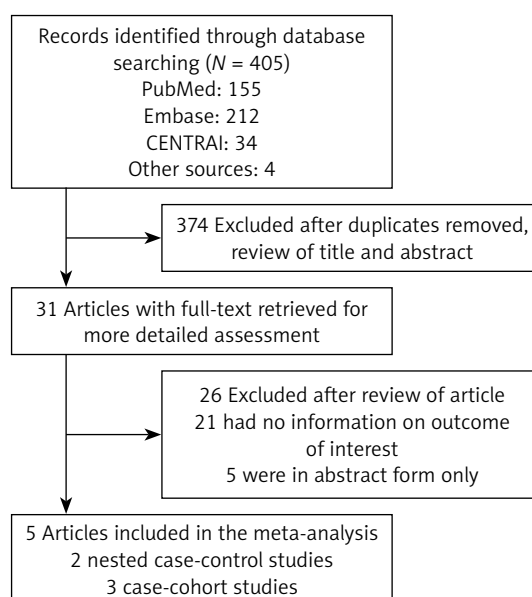 Records identified through database
searching (N = 405)
PubMed: 155
Embase: 212
CENTRAI: 34
Other sources: 4
374 Excluded after duplicates removed,
review of title and abstract
31 Articles with full-text retrieved for
more detailed assessment
26 Excluded after review of article
21 had no information on outcome
of interest
5 were in abstract form only
5 Articles included in the meta-analysis
2 nested case-control studies
3 case-cohort studies